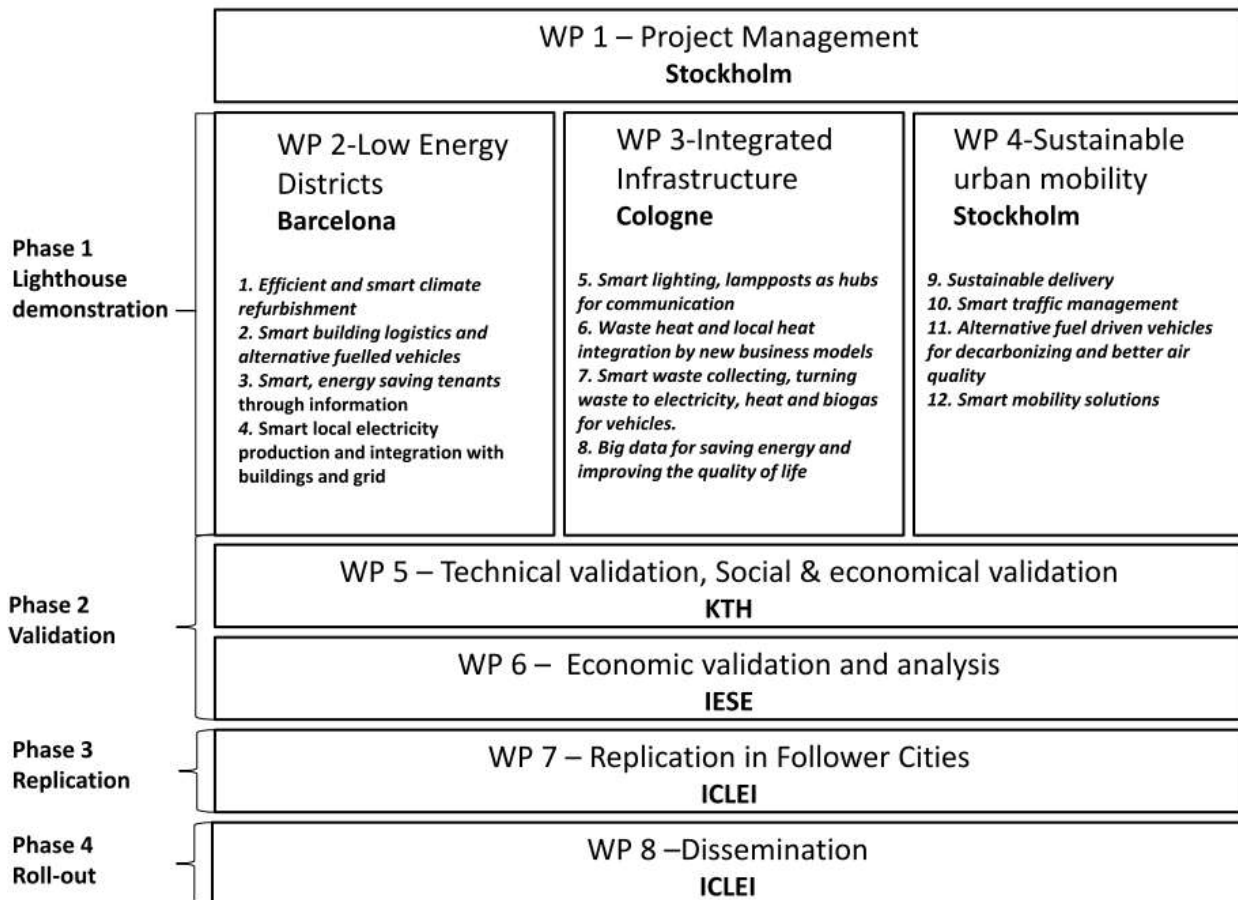 WP 1 – Project Management
Stockholm
Phase 1
Lighthouse
demonstration
WP 2-Low Energy
Districts
Barcelona
1. Efficient and smart climate
refurbishment
2. Smart building logistics and
alternative fuelled vehicles
3. Smart, energy saving tenants
through information
4. Smart local electricity
production and integration with
buildings and grid
WP 3-Integrated
Infrastructure
Cologne
5. Smart lighting, lampposts as hubs
for communication
6. Waste heat and local heat
integration by new business models
7. Smart waste collecting, turning
waste to electricity, heat and biogas
for vehicles.
8. Big data for saving energy and
improving the quality of life
WP 4-Sustainable
urban mobility
Stockholm
9. Sustainable delivery
10. Smart traffic management
11. Alternative fuel driven vehicles
for decarbonizing and better air
quality
12. Smart mobility solutions
Phase 2
Validation
WP 5 – Technical validation, Social & economical validation
KTH
WP 6 – Economic validation and analysis
IESE
Phase 3
Replication
WP 7 – Replication in Follower Cities
ICLEI
Phase 4
Roll-out
WP 8 –Dissemination
ICLEI